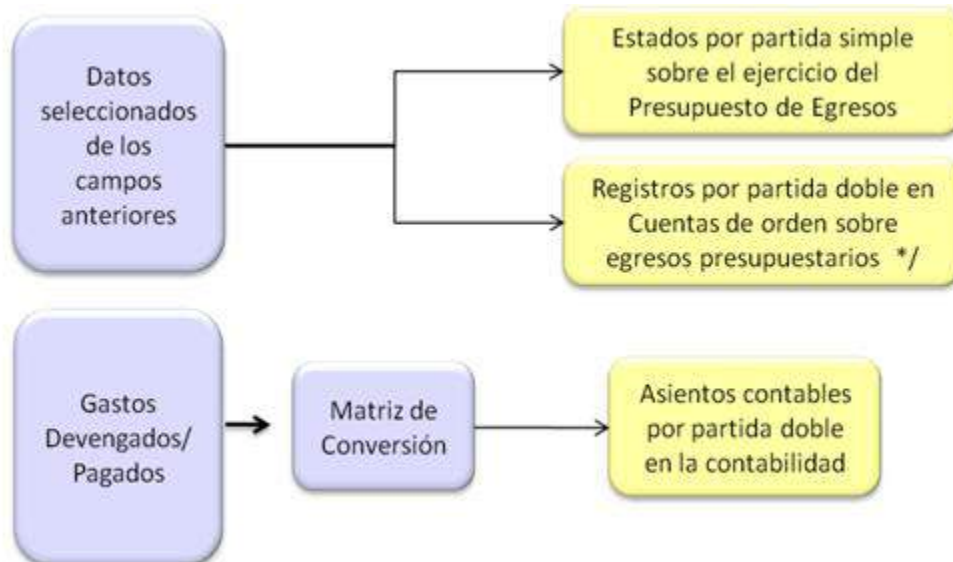 Datos
seleccionados
de los
campos
anteriores
Estados por partida simple
sobre el ejercicio del
Presupuesto de Egresos
Registros por partida doble en
Cuentas de orden sobre
egresos presupuestarios */
Gastos
Devengados/
Pagados
Matriz de
Conversión
Asientos contables
por partida doble
en la contabilidad